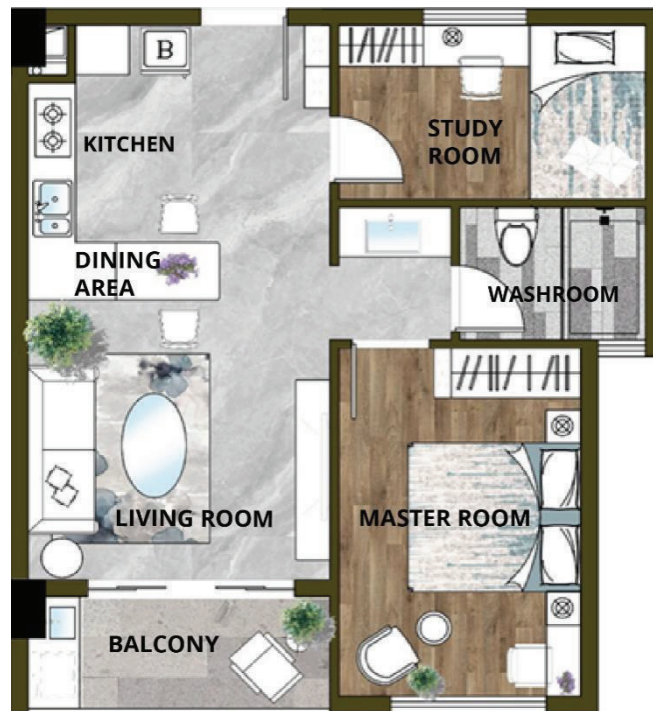 B
KITCHEN
STUDY
ROOM
DINING
AREA
WASHROOM
LIVING ROOM
MASTER ROOM
BALCONY